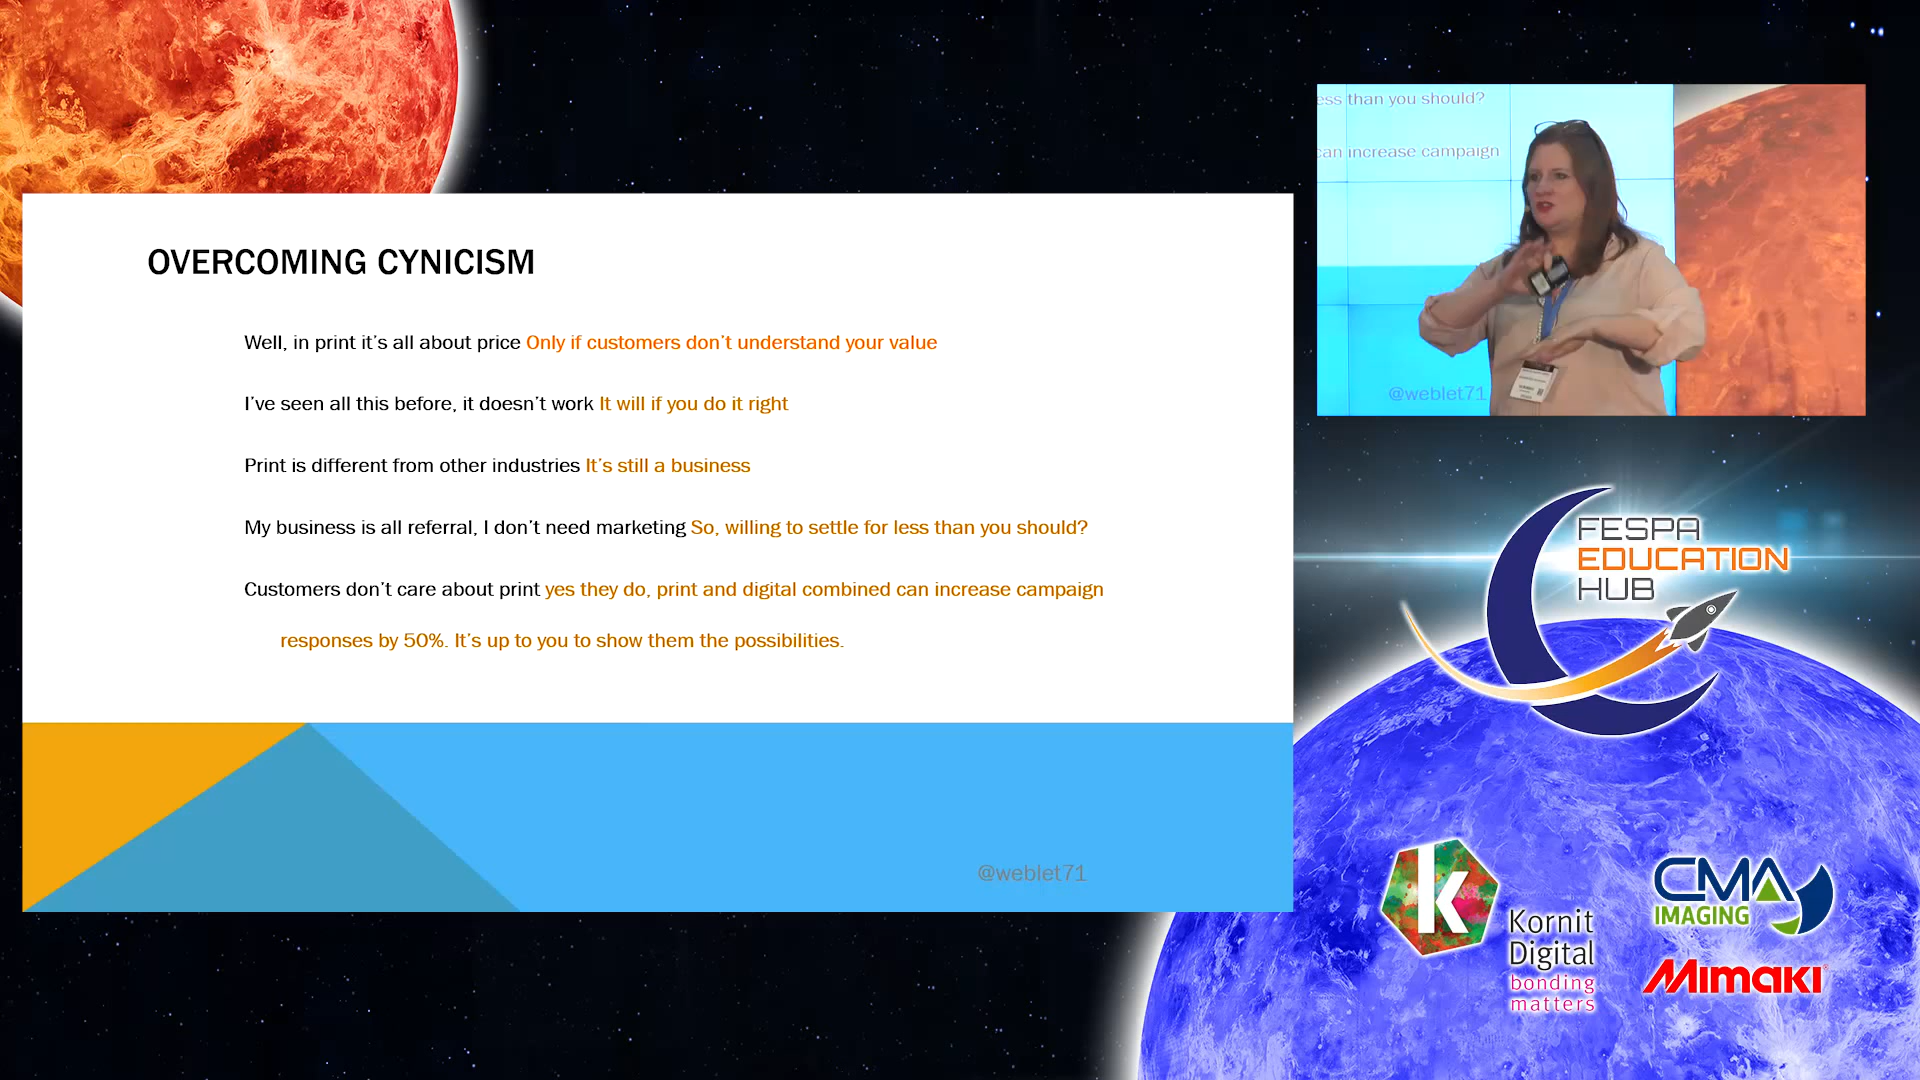 OVERCOMING CYNICISM
Well, in print it's all about price Only if customers don't understand your value
I've seen all this before, it doesn't work It will if you do it right
Print is different from other industries It's still a business
My business is all referral, I don't need marketing So, willing to settle for less than you should?
Customers don't care about print yes they do, print and digital combined can increase campaign
responses by 50%. It's up to you to show them the possibilities.
@weblet71
ess than you should?
can increase campaign
@weblet71
FESPA
EDUCATION
HUB
k
Kornit
Digital
bonding
matters
CMA
IMAGING
Mimaki